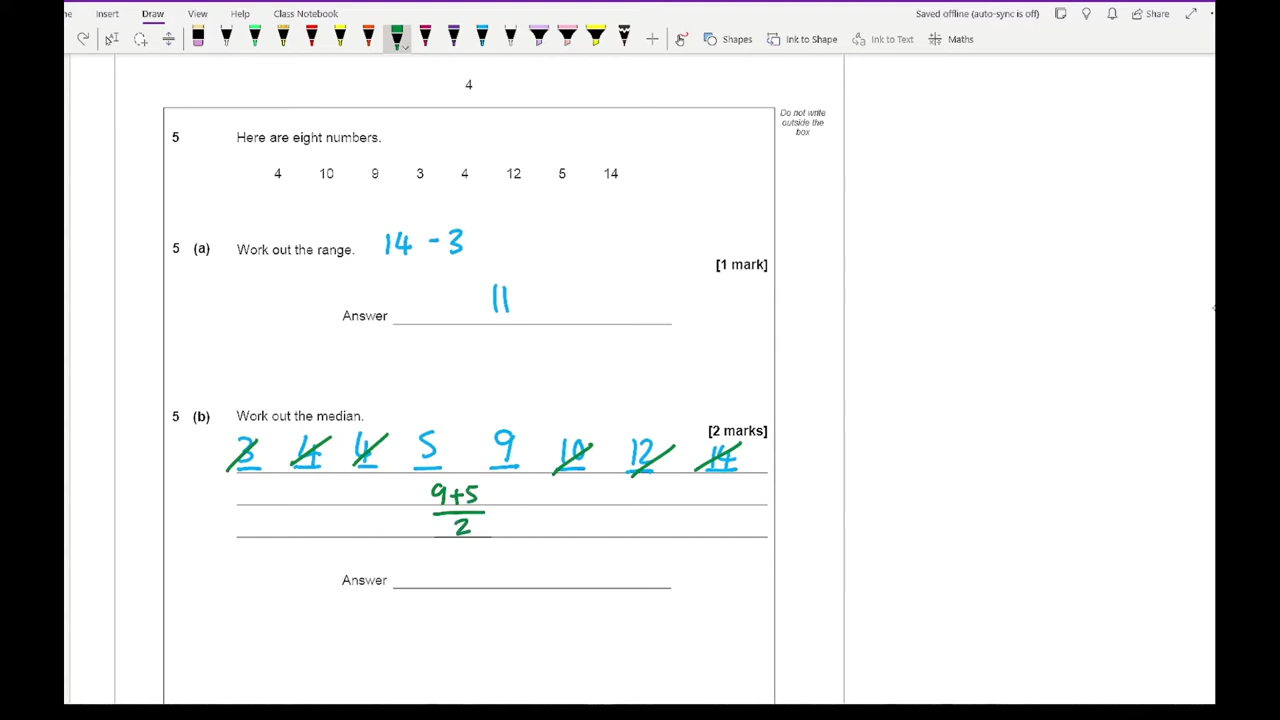 Insert Draw View Help Class Notebook Saved offline (auto-sync is off) Share
Shapes Ink to Shape Ink to Text Maths
4
Do not write
outside the
box
5 Here are eight numbers.
4 10 9 3 4 12 5 14
5 (a) Work out the range. 14 - 3
[1 mark]
11
Answer
5 (b) Work out the median.
[2 marks]
3 4 4 5 9 10 12 14
9+5
2
Answer